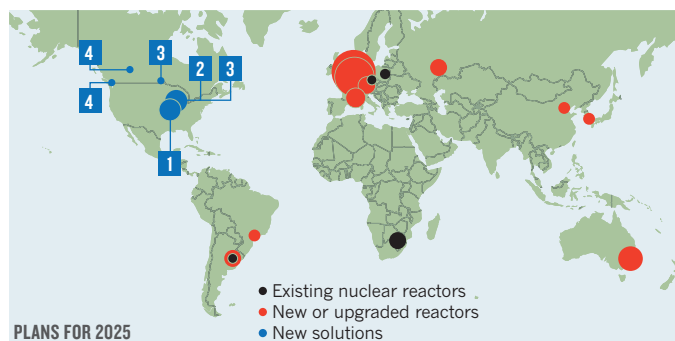 4
3
2
3
4
1
Existing nuclear reactors
New or upgraded reactors
PLANS FOR 2025
New solutions